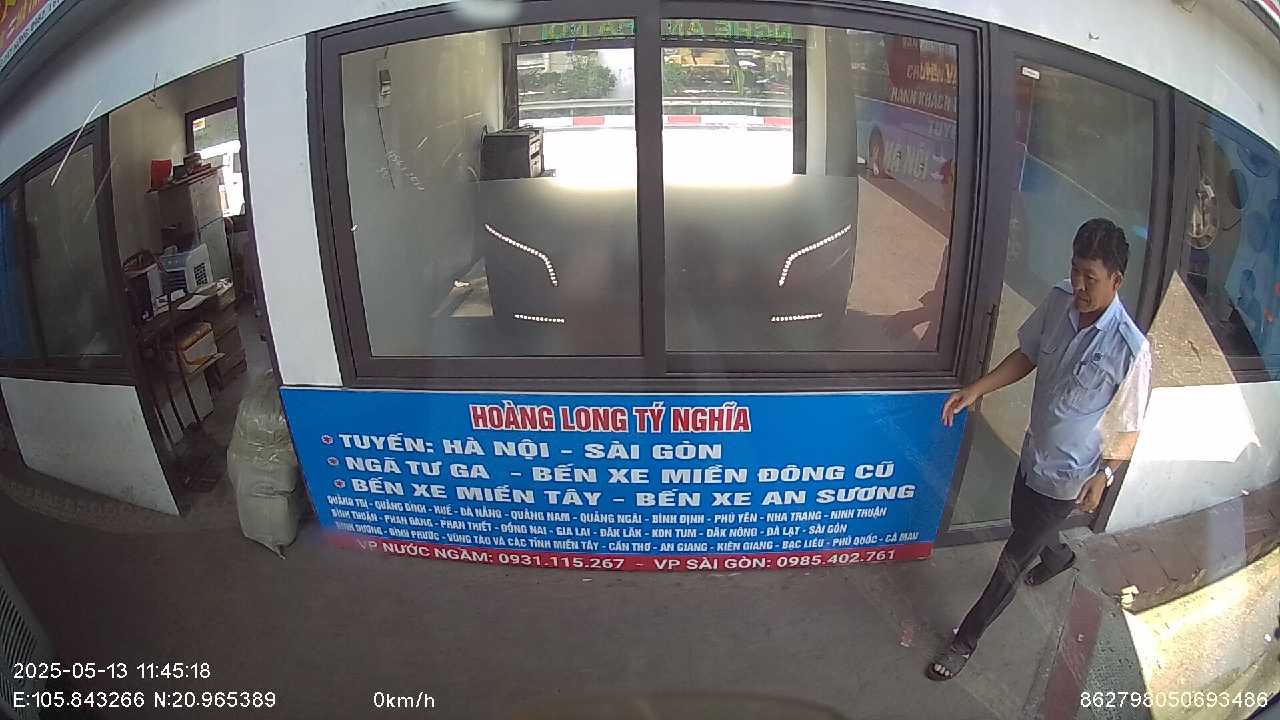 HOÀNG LONG TÝ NGHĨA
TUYẾN: HÀ NỘI - SÀI GÒN
NGÃ TƯ GA - BẾN XE MIỀN ĐÔNG CŨ
BẾN XE MIỀN TÂY - BẾN XE AN SƯƠNG
QUẢNG TRỊ - QUẢNG BÌNH - HUẾ - ĐÀ NẴNG - QUẢNG NAM - QUẢNG NGÃI - BÌNH ĐỊNH - PHÚ YÊN - NHA TRANG - NINH THUẬN
BÌNH THUẬN - PHAN RANG - PHAN THIẾT - ĐỒNG NAI - GIA LAI - ĐĂK LĂK - KON TUM - ĐĂK NÔNG - ĐÀ LẠT - SÀI GÒN
BÌNH DƯƠNG - BÌNH PHƯỚC - VŨNG TÀU VÀ CÁC TỈNH MIỀN TÂY - CẦN THƠ - AN GIANG - KIÊN GIANG - BẠC LIÊU - PHÚ QUỐC - CÀ MAU
VP NƯỚC NGẦM: 0931.115.267 - VP SÀI GÒN: 0985.402.761
2025-05-13 11:45:18
E:105.843266 N:20.965389
0km/h
862798050693486